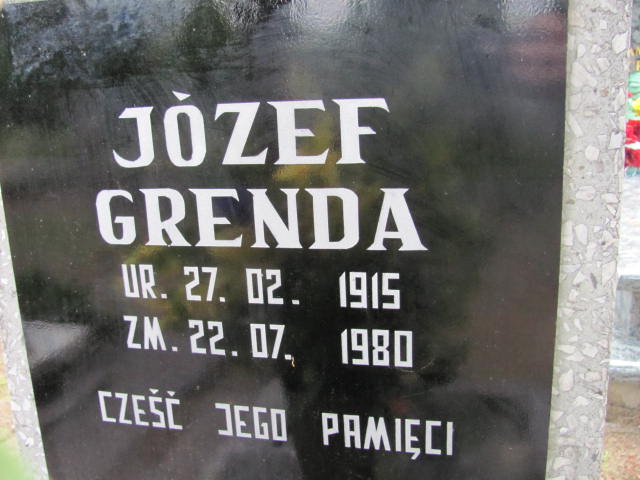 JÓZEF
GRENDA
UR. 27. 02. 1915
ZM. 22. 07. 1980
CZEŚĆ JEGO PAMIĘCI